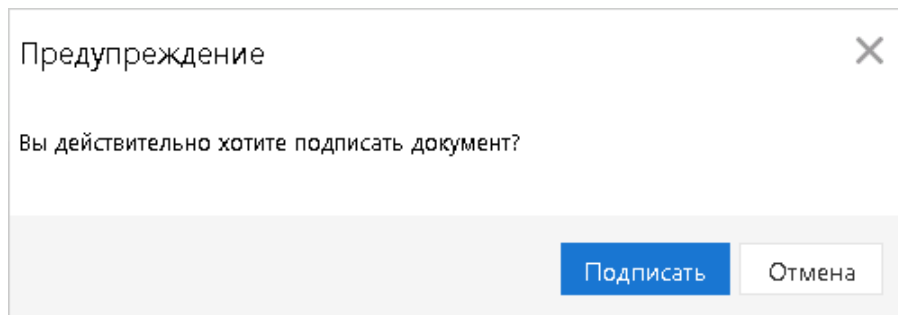 Предупреждение
Вы действительно хотите подписать документ?
Подписать Отмена